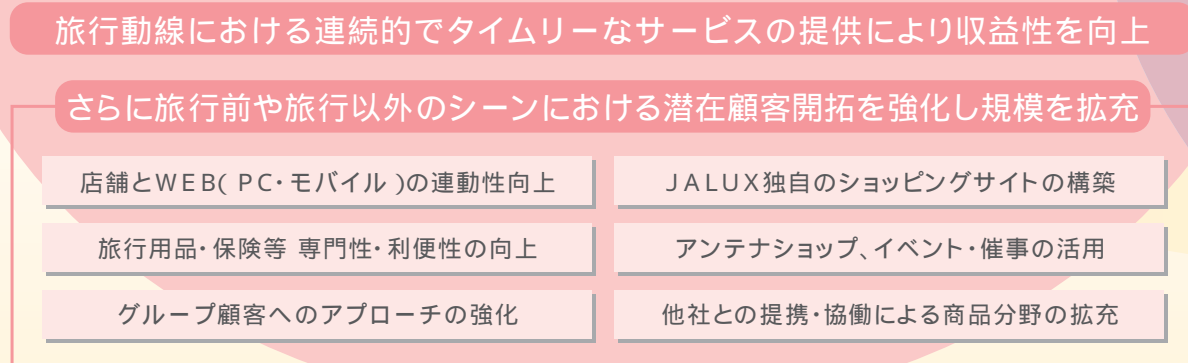 旅行動線における連続的でタイムリーなサービスの提供により収益性を向上
さらに旅行前や旅行以外のシーンにおける潜在顧客開拓を強化し規模を拡充
店舗とWEB( PC・モバイル )の連動性向上
JALUX独自のショッピングサイトの構築
旅行用品・保険等 専門性・利便性の向上
アンテナショップ、イベント・催事の活用
グループ顧客へのアプローチの強化
他社との提携・協働による商品分野の拡充